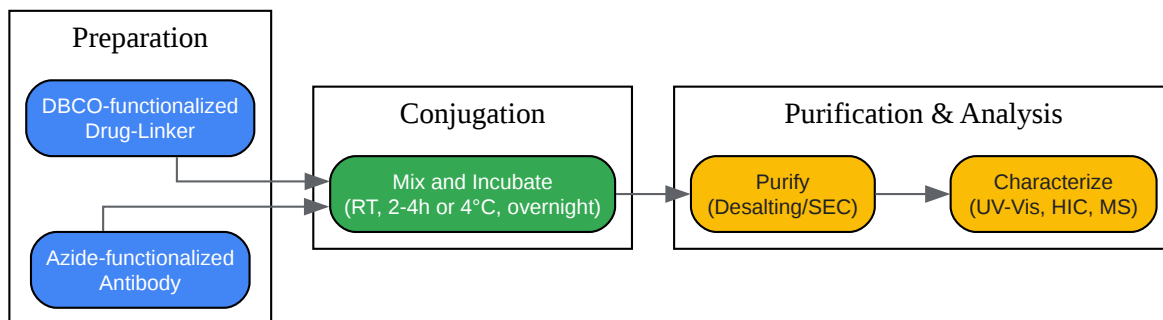 Preparation
DBCO-functionalized
Drug-Linker
Azide-functionalized
Antibody
Conjugation
Mix and Incubate
(RT, 2-4h or 4°C, overnight)
Purification & Analysis
Purify
(Desalting/SEC)
Characterize
(UV-Vis, HIC, MS)